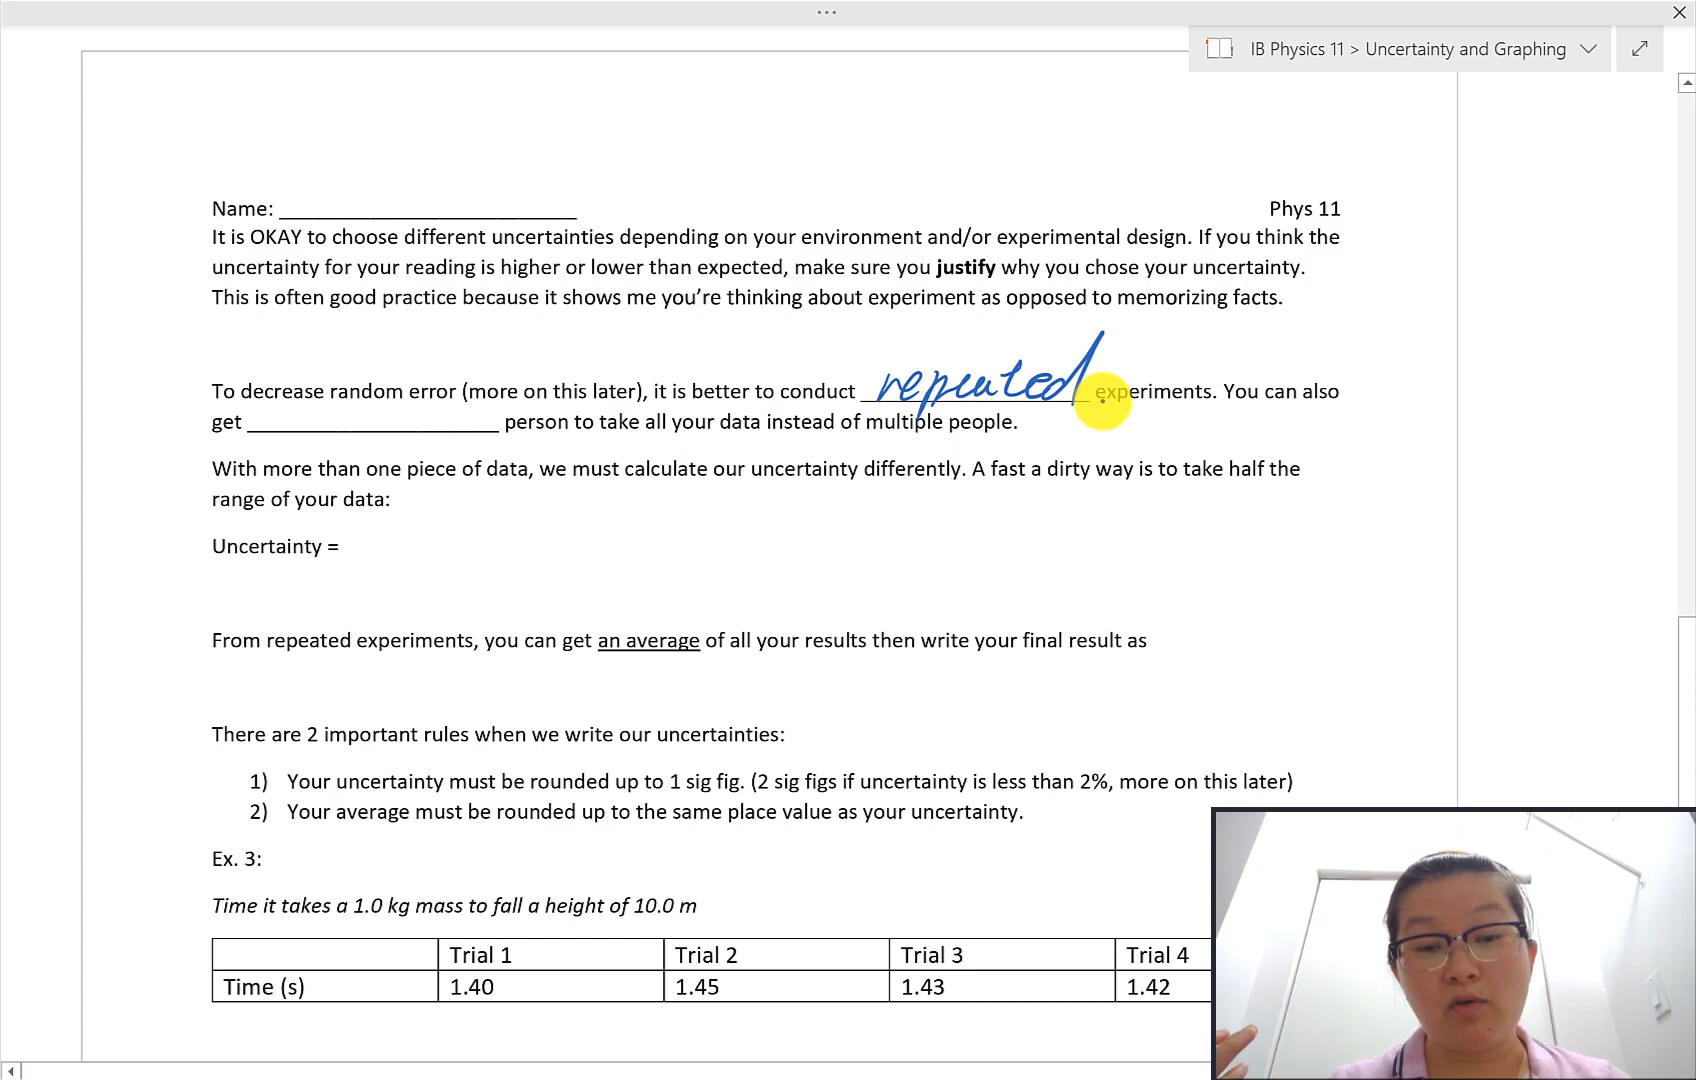 IB Physics 11 > Uncertainty and Graphing
Name: ___________________________ Phys 11
It is OKAY to choose different uncertainties depending on your environment and/or experimental design. If you think the
uncertainty for your reading is higher or lower than expected, make sure you justify why you chose your uncertainty.
This is often good practice because it shows me you're thinking about experiment as opposed to memorizing facts.
To decrease random error (more on this later), it is better to conduct repeated experiments. You can also
get _______________________ person to take all your data instead of multiple people.
With more than one piece of data, we must calculate our uncertainty differently. A fast a dirty way is to take half the
range of your data:
Uncertainty =
From repeated experiments, you can get an average of all your results then write your final result as
There are 2 important rules when we write our uncertainties:
1) Your uncertainty must be rounded up to 1 sig fig. (2 sig figs if uncertainty is less than 2%, more on this later)
2) Your average must be rounded up to the same place value as your uncertainty.
Ex. 3:
Time it takes a 1.0 kg mass to fall a height of 10.0 m
Trial 1 Trial 2 Trial 3 Trial 4
Time (s) 1.40 1.45 1.43 1.42